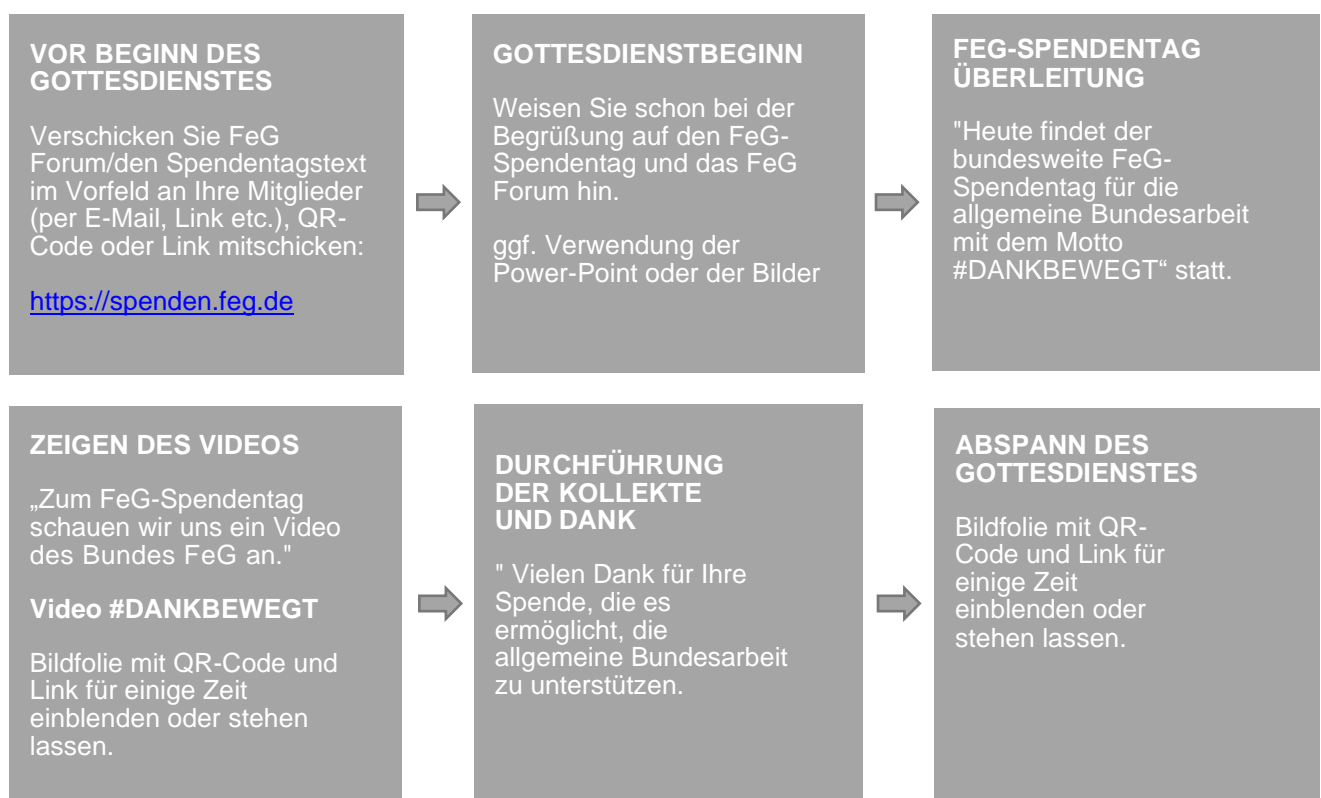 VOR BEGINN DES
GOTTESDIENSTES
Verschicken Sie FeG
Forum/den Spendentagstext
im Vorfeld an Ihre Mitglieder
(per E-Mail, Link etc.), QR-
Code oder Link mitschicken:
https://spenden.feg.de
GOTTESDIENSTBEGINN
Weisen Sie schon bei der
Begrüßung auf den FeG-
Spendentag und das FeG
Forum hin.
ggf. Verwendung der
Power-Point oder der Bilder
FEG-SPENDENTAG
ÜBERLEITUNG
"Heute findet der
bundesweite FeG-
Spendentag für die
allgemeine Bundesarbeit
mit dem Motto
#DANKBEWEGT“ statt.
ZEIGEN DES VIDEOS
„Zum FeG-Spendentag
schauen wir uns ein Video
des Bundes FeG an."
Video #DANKBEWEGT
Bildfolie mit QR-Code und
Link für einige Zeit
einblenden oder stehen
lassen.
DURCHFÜHRUNG
DER KOLLEKTE
UND DANK
" Vielen Dank für Ihre
Spende, die es
ermöglicht, die
allgemeine Bundesarbeit
zu unterstützen.
ABSPANN DES
GOTTESDIENSTES
Bildfolie mit QR-
Code und Link für
einige Zeit
einblenden oder
stehen lassen.